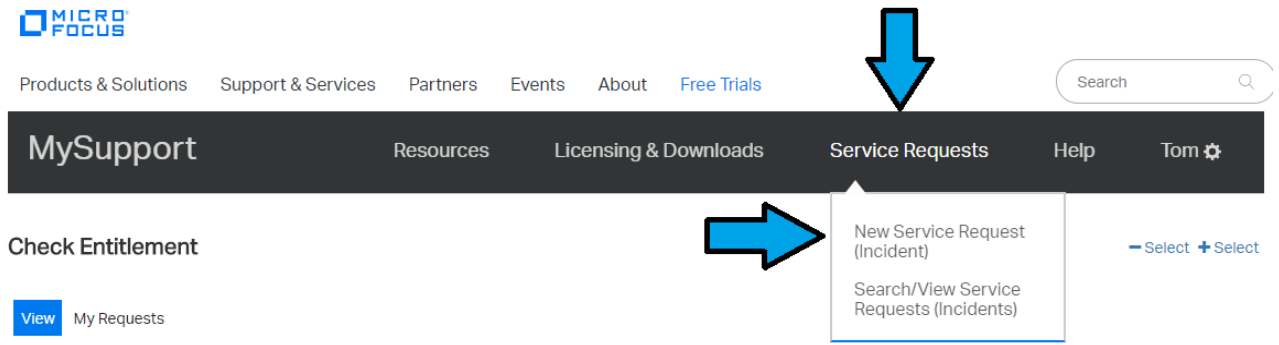 MICRO
FOCUS
Products & Solutions Support & Services Partners Events About Free Trials Search
MySupport Resources Licensing & Downloads Service Requests Help Tom
New Service Request
(Incident)
Check Entitlement - Select + Select
Search/View Service
Requests (Incidents)
View My Requests